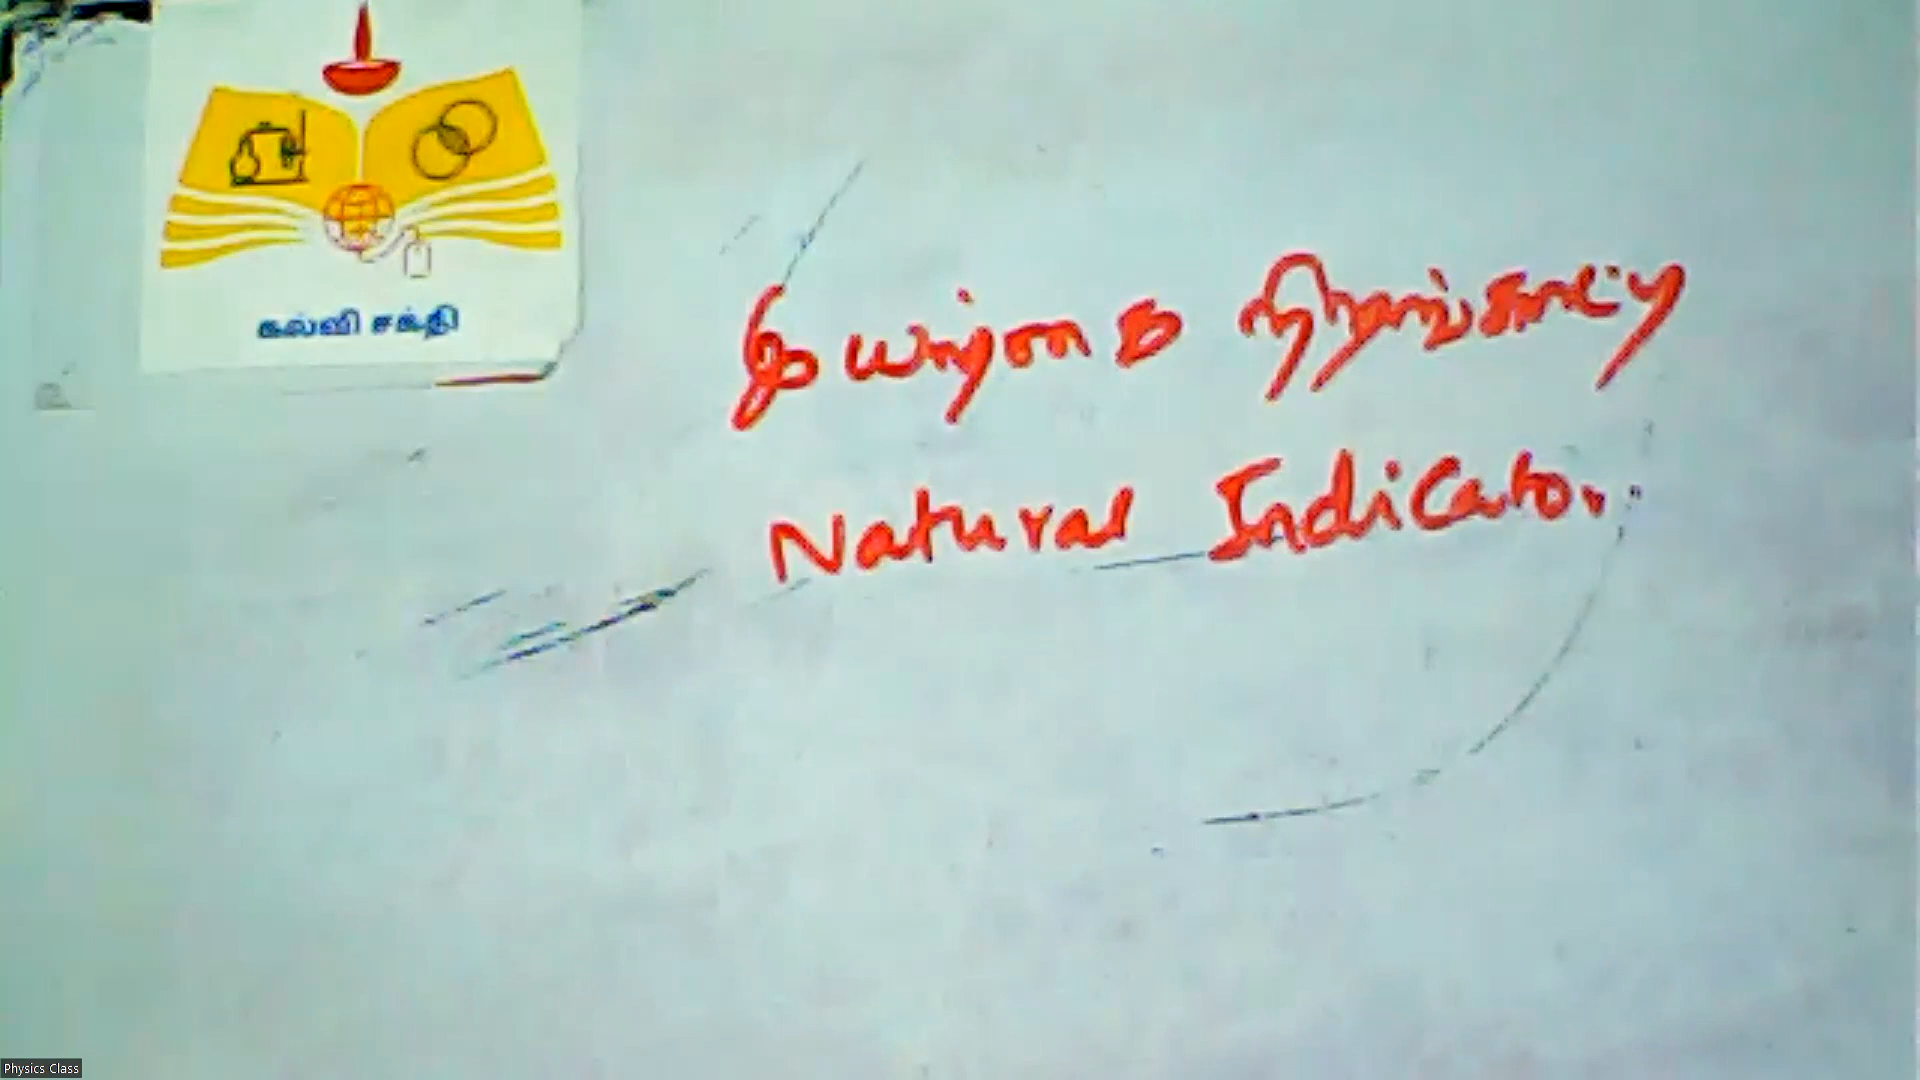 கல்வி சக்தி
இயற்கை நிறங்காட்டி
Natural Indicator.
Physics Class